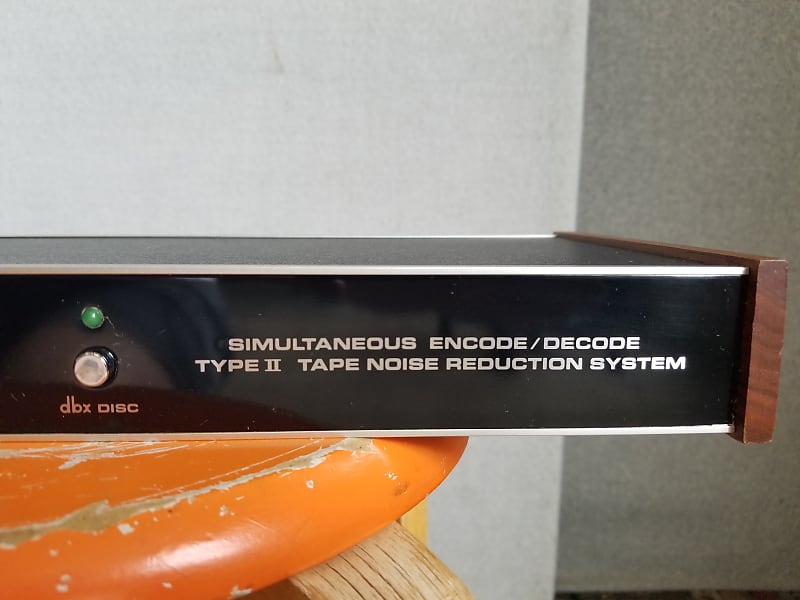 SIMULTANEOUS ENCODE/DECODE
TYPE II TAPE NOISE REDUCTION SYSTEM
dbx DISC